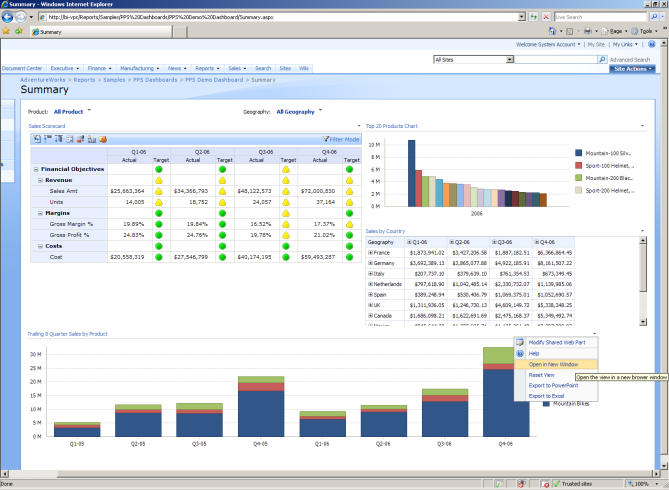 Summary - Windows Internet Explorer
http://bi-vpc/Reports/Samples/PPS%20Dashboards/PPS%20Demo%20Dashboard/Summary.aspx
Live Search
Summary
Page
Tools
Welcome System Account
My Site
My Links
All Sites
Advanced Search
Document Center Executive Finance Manufacturing News Reports Search Sites Wiki
Site Actions
AdventureWorks > Reports > Samples > PPS Dashboards > PPS Demo Dashboard > Summary
Summary
Product: All Product
Geography: All Geography
Sales Scorecard
Filter Mode
Q1-06 Q2-06 Q3-06 Q4-06
Actual Target Actual Target Actual Target Actual Target
Financial Objectives
Revenue
Sales Amt $25,663,364 $34,366,793 $48,122,573 $72,000,830
Units 14,005 18,752 24,057 37,164
Margins
Gross Margin % 19.89% 19.84% 16.52% 17.37%
Gross Profit % 24.83% 24.76% 19.78% 21.02%
Costs
Cost $20,558,319 $27,546,799 $40,174,195 $59,493,287
Top 20 Products Chart
10 M
8 M
6 M
4 M
2 M
0 M
2006
Mountain-100 Silv...
Sport-100 Helmet,...
Mountain-200 Blac...
Sport-200 Helmet,...
Sales by Country
Geography Q1-06 Q2-06 Q3-06 Q4-06
France $1,873,941.02 $3,427,206.58 $1,887,182.51 $6,366,864.45
Germany $3,692,389.13 $3,865,077.88 $4,922,185.91 $8,161,507.22
Italy $207,737.10 $379,639.10 $761,354.53 $673,349.45
Netherlands $797,618.90 $1,042,485.14 $2,330,732.07 $1,139,985.06
Spain $389,248.94 $530,406.79 $1,069,375.01 $1,052,690.57
UK $1,311,936.05 $1,246,730.13 $4,609,149.72 $5,338,348.25
Canada $1,686,098.21 $1,622,691.69 $2,475,168.37 $5,349,492.74
Trailing 8 Quarter Sales by Product
30 M
25 M
20 M
15 M
10 M
5 M
0 M
Q1-05 Q2-05 Q3-05 Q4-05 Q1-06 Q2-06 Q3-06 Q4-06
Modify Shared Web Part
Help
Open in New Window
Reset View
Open the view in a new brower window
Export to PowerPoint
Export to Excel
Mountain Bikes
Done
Trusted sites
100%